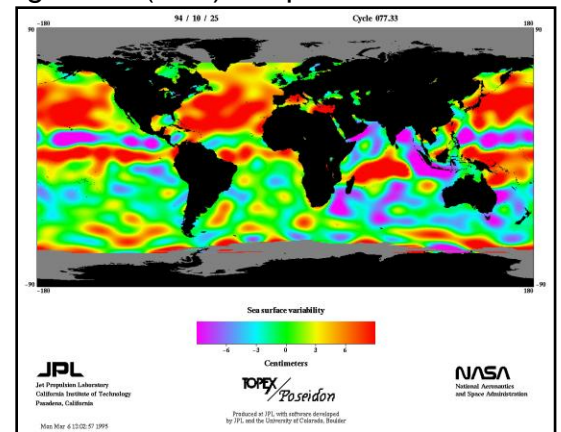 94 / 10 / 25 Cycle 077.33
-180 180
90 90
-90 -90
-180 180
Sea surface variability
-6 -3 0 3 6
Centimeters
JPL
Jet Propulsion Laboratory
California Institute of Technology
Pasadena, California
TOPEX/Poseidon
Produced at JPL with software developed
by JPL and the University of Colorado, Boulder
NASA
National Aeronautics
and Space Administration
Mon Mar 6 12:02:57 1995